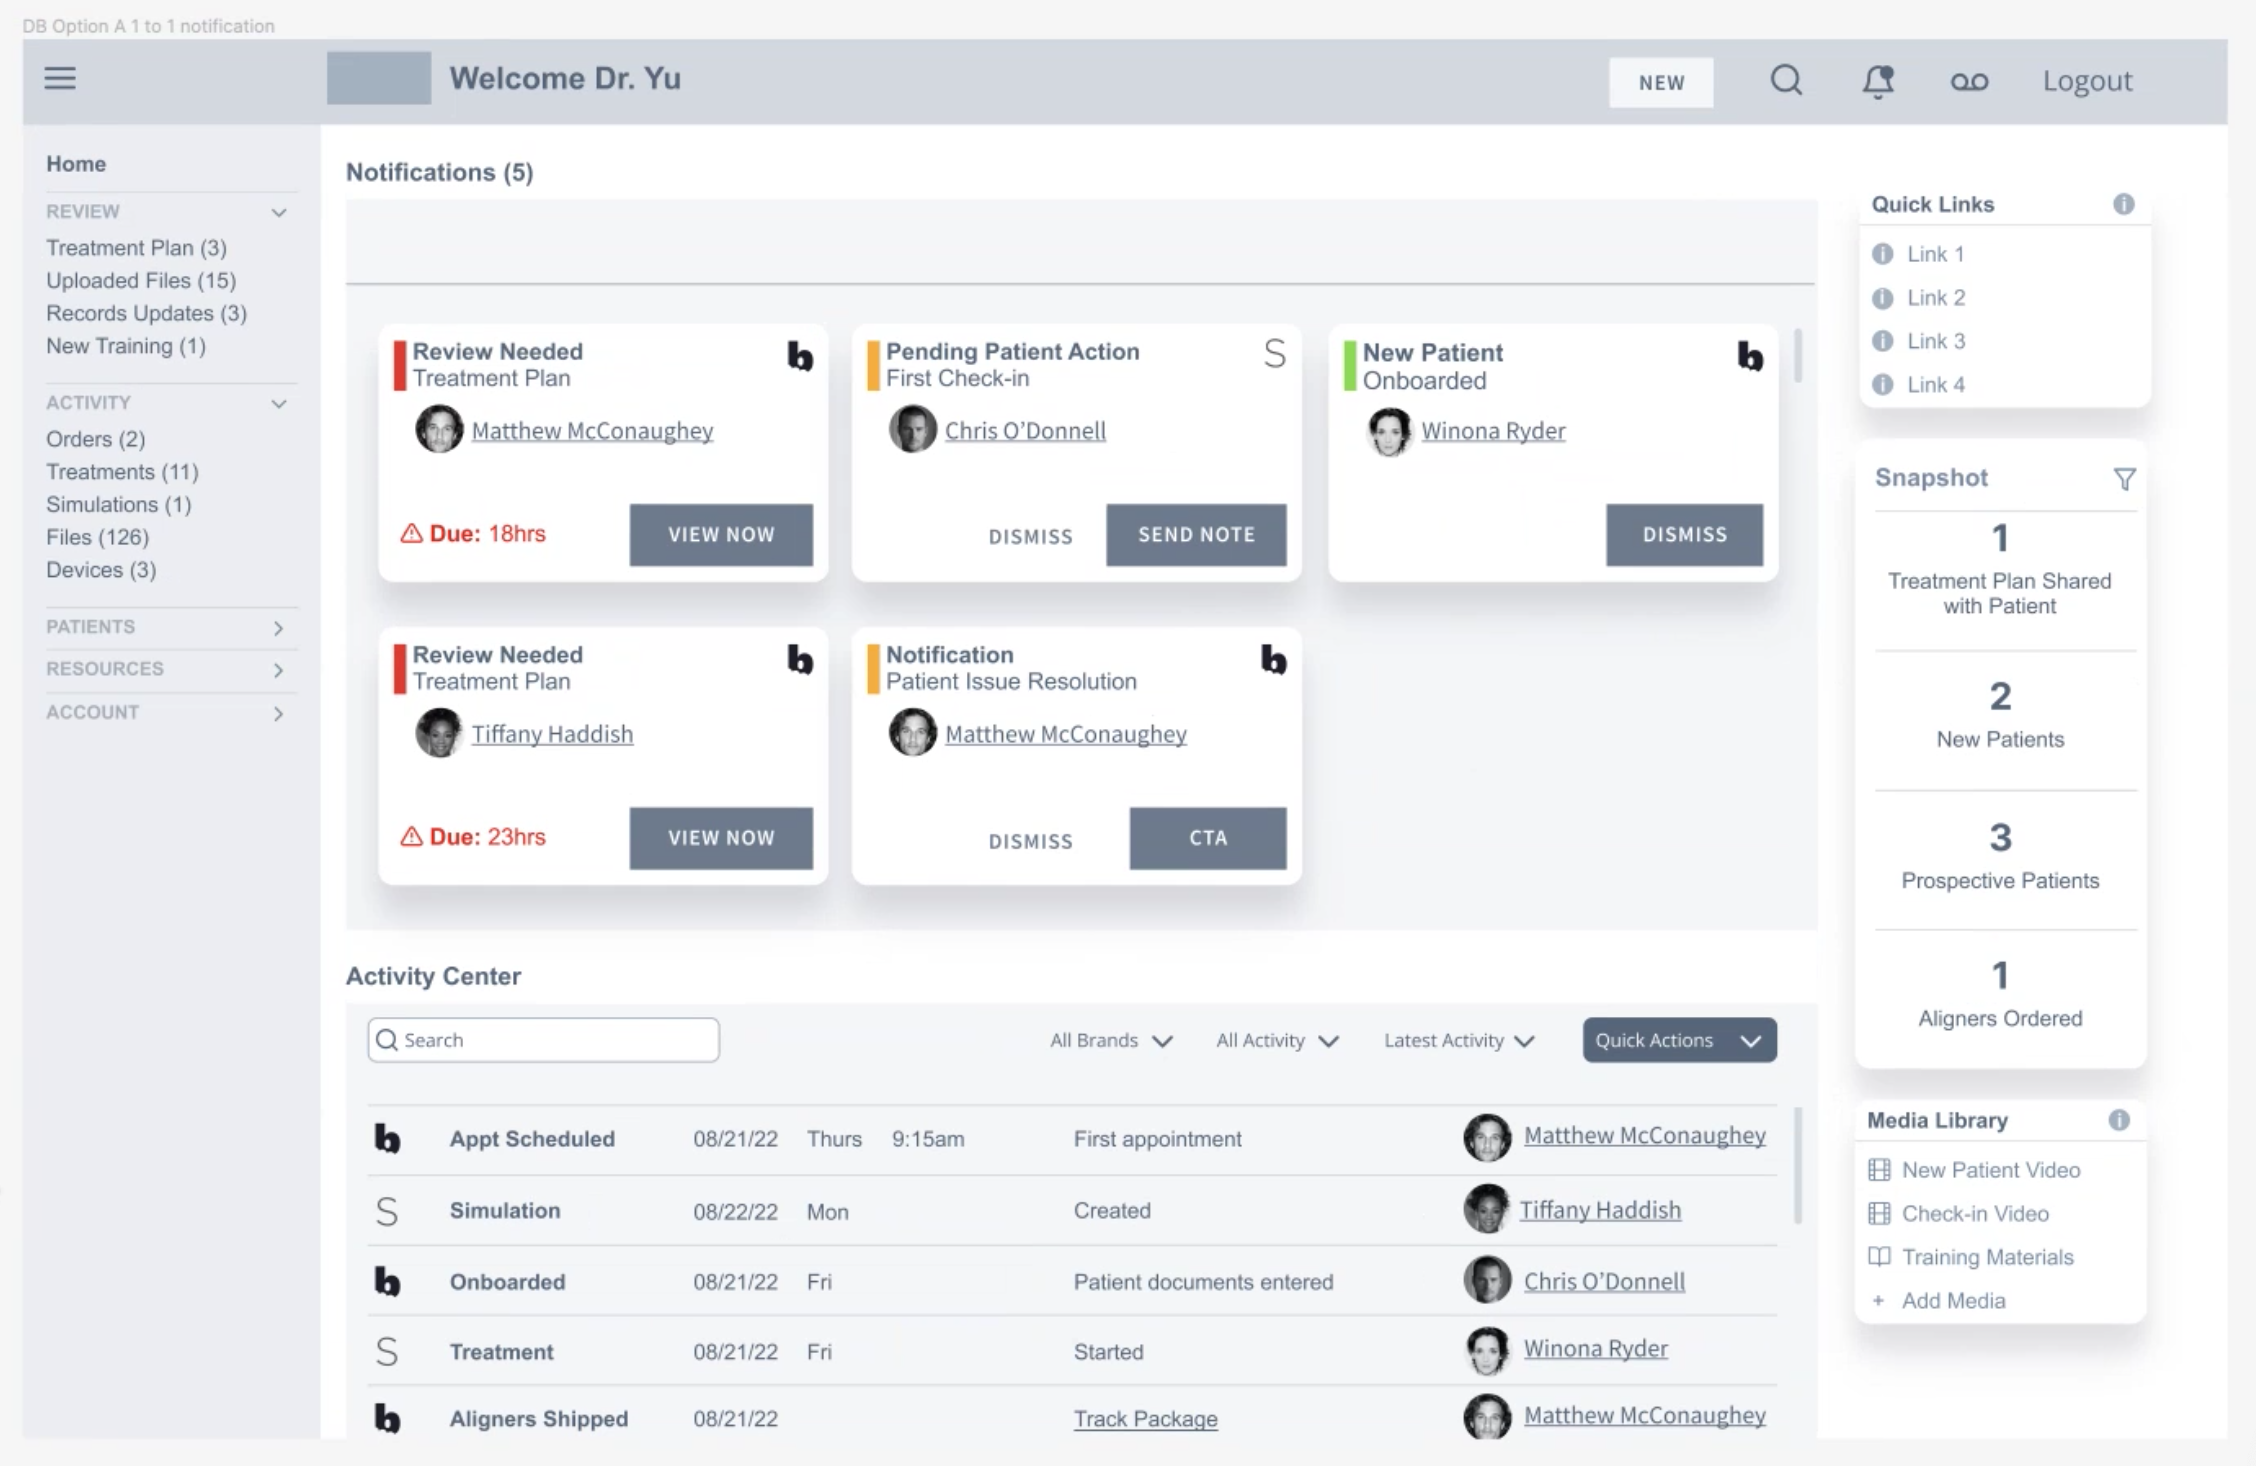 DB Option A 1 to 1 notification
Welcome Dr. Yu
NEW
Logout
Home
REVIEW
Treatment Plan (3)
Uploaded Files (15)
Records Updates (3)
New Training (1)
ACTIVITY
Orders (2)
Treatments (11)
Simulations (1)
Files (126)
Devices (3)
PATIENTS
RESOURCES
ACCOUNT
Notifications (5)
Review Needed
Treatment Plan
b
Matthew McConaughey
Due: 18hrs
VIEW NOW
Pending Patient Action
First Check-in
S
Chris O’Donnell
DISMISS
SEND NOTE
New Patient
Onboarded
b
Winona Ryder
DISMISS
Review Needed
Treatment Plan
b
Tiffany Haddish
Due: 23hrs
VIEW NOW
Notification
Patient Issue Resolution
b
Matthew McConaughey
DISMISS
CTA
Activity Center
Search
All Brands
All Activity
Latest Activity
Quick Actions
b Appt Scheduled 08/21/22 Thurs 9:15am First appointment Matthew McConaughey
S Simulation 08/22/22 Mon Created Tiffany Haddish
b Onboarded 08/21/22 Fri Patient documents entered Chris O’Donnell
S Treatment 08/21/22 Fri Started Winona Ryder
b Aligners Shipped 08/21/22 Track Package Matthew McConaughey
Quick Links
Link 1
Link 2
Link 3
Link 4
Snapshot
1
Treatment Plan Shared
with Patient
2
New Patients
3
Prospective Patients
1
Aligners Ordered
Media Library
New Patient Video
Check-in Video
Training Materials
+ Add Media